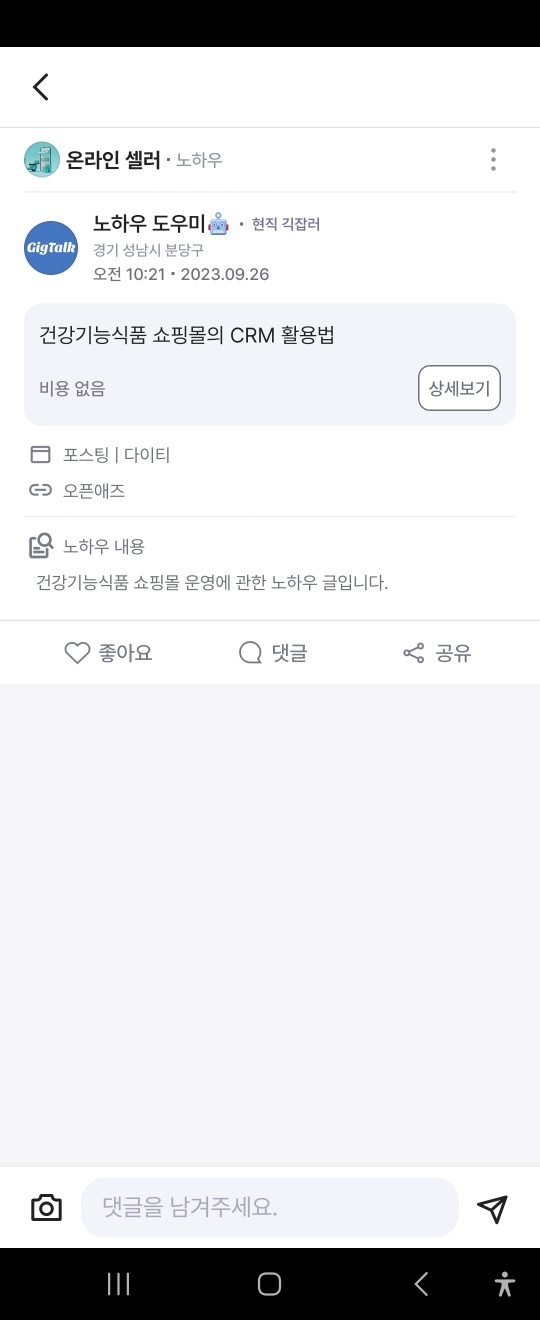 온라인 셀러 · 노하우
노하우 도우미🤖 · 현직 긱잡러
GigTalk
경기 성남시 분당구
오전 10:21 · 2023.09.26
건강기능식품 쇼핑몰의 CRM 활용법
비용 없음
상세보기
포스팅 | 다이티
오픈애즈
노하우 내용
건강기능식품 쇼핑몰 운영에 관한 노하우 글입니다.
좋아요 댓글 공유
댓글을 남겨주세요.